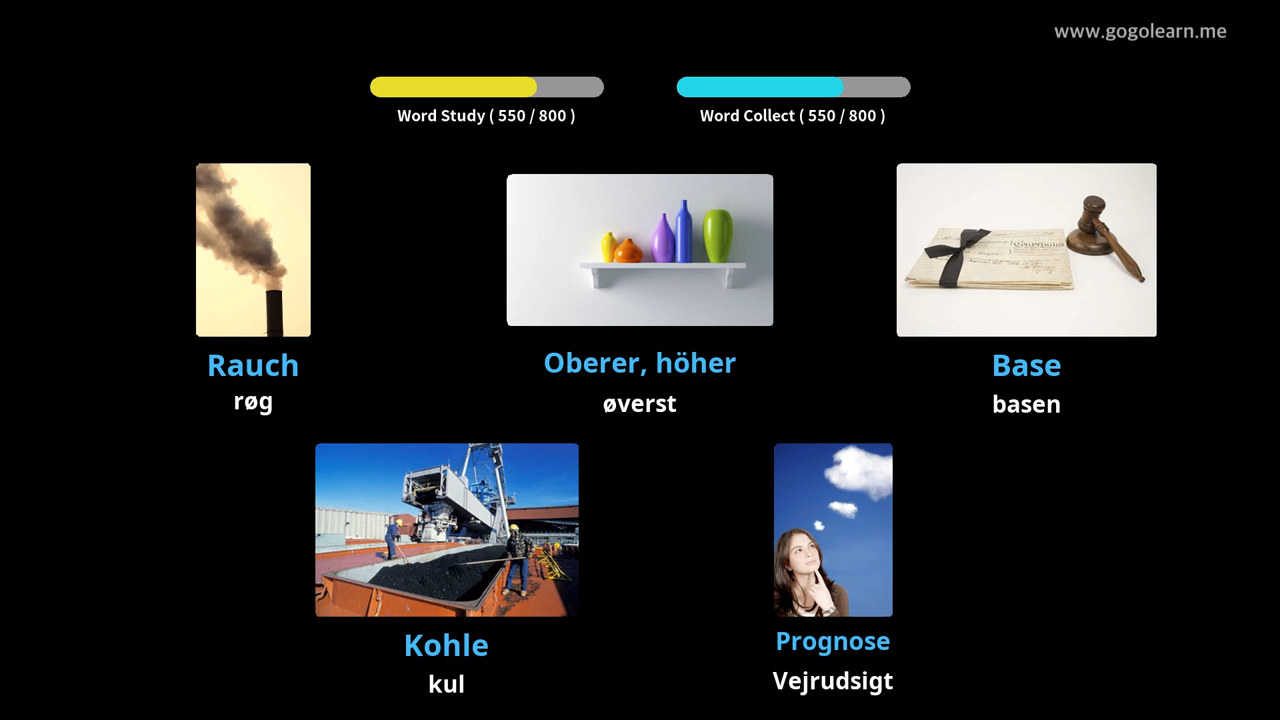 www.gogolearn.me
Word Study ( 550 / 800 )
Word Collect ( 550 / 800 )
Rauch
røg
Oberer, höher
øverst
Base
basen
Kohle
kul
Prognose
Vejrudsigt